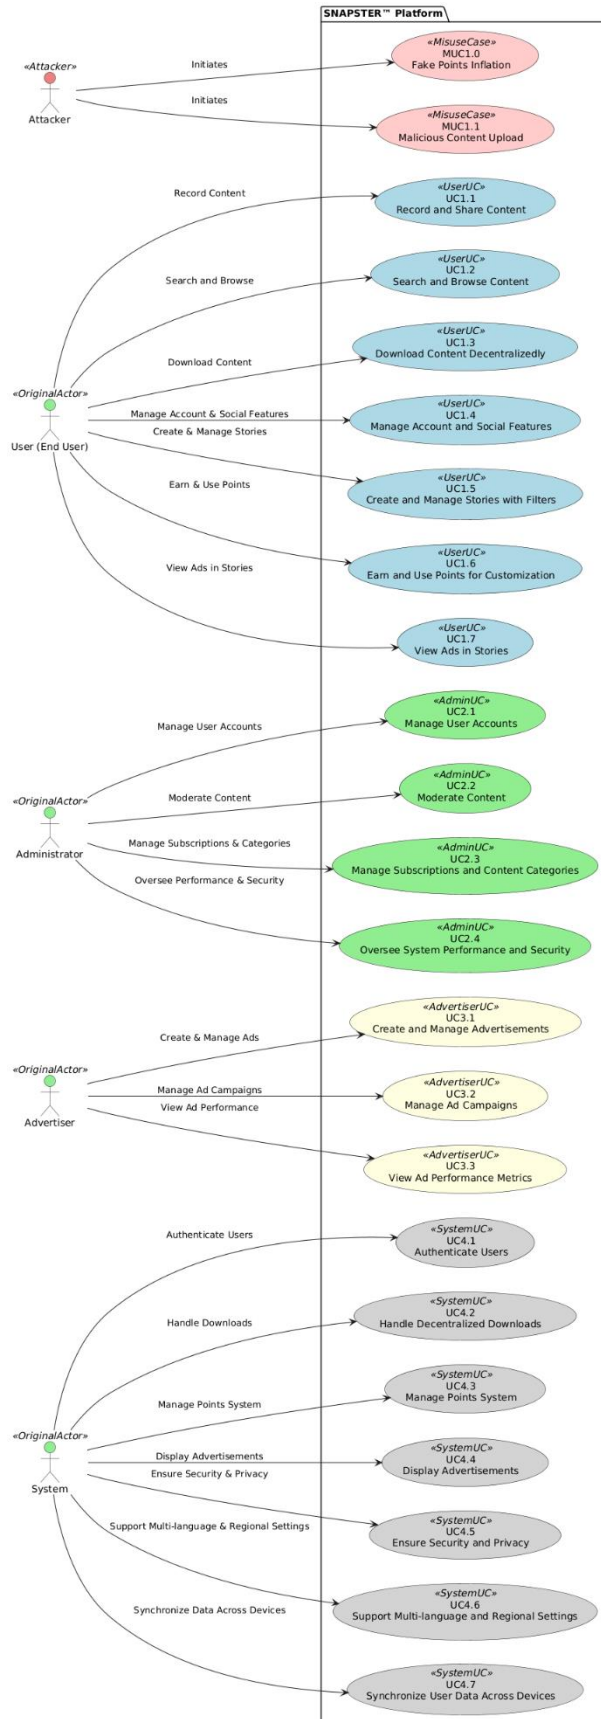 SNAPSTER™ Platform
«Attacker»
Attacker
Initiates
Initiates
«MisuseCase»
MUC1.0
Fake Points Inflation
«MisuseCase»
MUC1.1
Malicious Content Upload
«OriginalActor»
User (End User)
Record Content
Search and Browse
Download Content
Manage Account & Social Features
Create & Manage Stories
Earn & Use Points
View Ads in Stories
«UserUC»
UC1.1
Record and Share Content
«UserUC»
UC1.2
Search and Browse Content
«UserUC»
UC1.3
Download Content Decentralizedly
«UserUC»
UC1.4
Manage Account and Social Features
«UserUC»
UC1.5
Create and Manage Stories with Filters
«UserUC»
UC1.6
Earn and Use Points for Customization
«UserUC»
UC1.7
View Ads in Stories
«OriginalActor»
Administrator
Manage User Accounts
Moderate Content
Manage Subscriptions & Categories
Oversee Performance & Security
«AdminUC»
UC2.1
Manage User Accounts
«AdminUC»
UC2.2
Moderate Content
«AdminUC»
UC2.3
Manage Subscriptions and Content Categories
«AdminUC»
UC2.4
Oversee System Performance and Security
«OriginalActor»
Advertiser
Create & Manage Ads
Manage Ad Campaigns
View Ad Performance
«AdvertiserUC»
UC3.1
Create and Manage Advertisements
«AdvertiserUC»
UC3.2
Manage Ad Campaigns
«AdvertiserUC»
UC3.3
View Ad Performance Metrics
«OriginalActor»
System
Authenticate Users
Handle Downloads
Manage Points System
Display Advertisements
Ensure Security & Privacy
Support Multi-language & Regional Settings
Synchronize Data Across Devices
«SystemUC»
UC4.1
Authenticate Users
«SystemUC»
UC4.2
Handle Decentralized Downloads
«SystemUC»
UC4.3
Manage Points System
«SystemUC»
UC4.4
Display Advertisements
«SystemUC»
UC4.5
Ensure Security and Privacy
«SystemUC»
UC4.6
Support Multi-language and Regional Settings
«SystemUC»
UC4.7
Synchronize User Data Across Devices